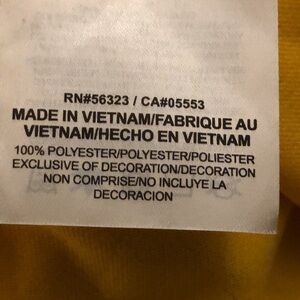 RN#56323 / CA#05553
MADE IN VIETNAM/FABRIQUE AU
VIETNAM/HECHO EN VIETNAM
100% POLYESTER/POLYESTER/POLIESTER
EXCLUSIVE OF DECORATION/DECORATION
NON COMPRISE/NO INCLUYE LA
DECORACION